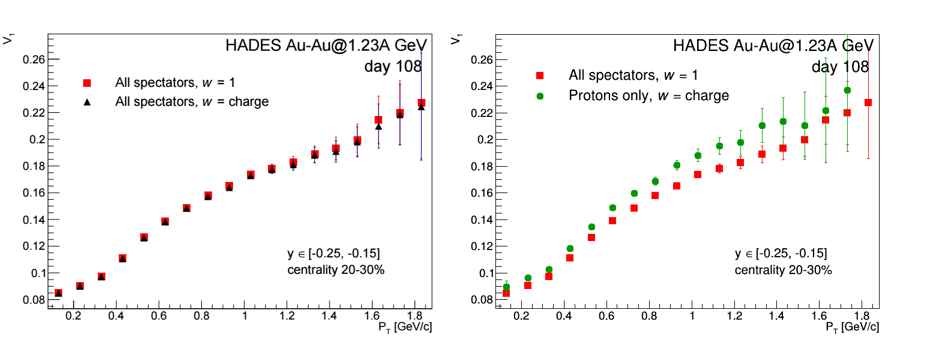 V₁
HADES Au-Au@1.23A GeV
day 108
All spectators, w = 1
All spectators, w = charge
0.26
0.24
0.22
0.2
0.18
0.16
0.14
0.12
0.1
0.08
y ∈ [-0.25, -0.15]
centrality 20-30%
0.2 0.4 0.6 0.8 1 1.2 1.4 1.6 1.8
P_T [GeV/c]
V₁
HADES Au-Au@1.23A GeV
day 108
All spectators, w = 1
Protons only, w = charge
0.26
0.24
0.22
0.2
0.18
0.16
0.14
0.12
0.1
0.08
y ∈ [-0.25, -0.15]
centrality 20-30%
0.2 0.4 0.6 0.8 1 1.2 1.4 1.6 1.8
P_T [GeV/c]